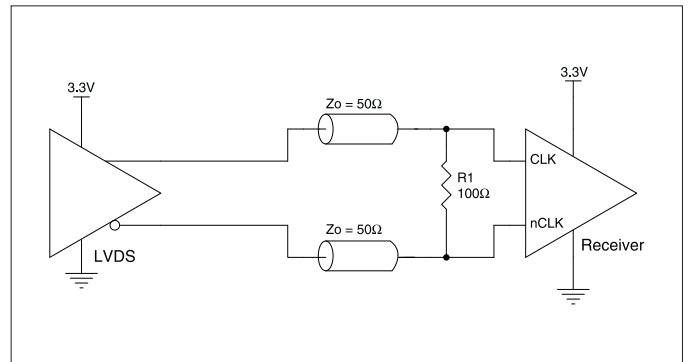 3.3V
3.3V
Zo = 50Ω
CLK
R1
100Ω
Zo = 50Ω
nCLK
LVDS
Receiver